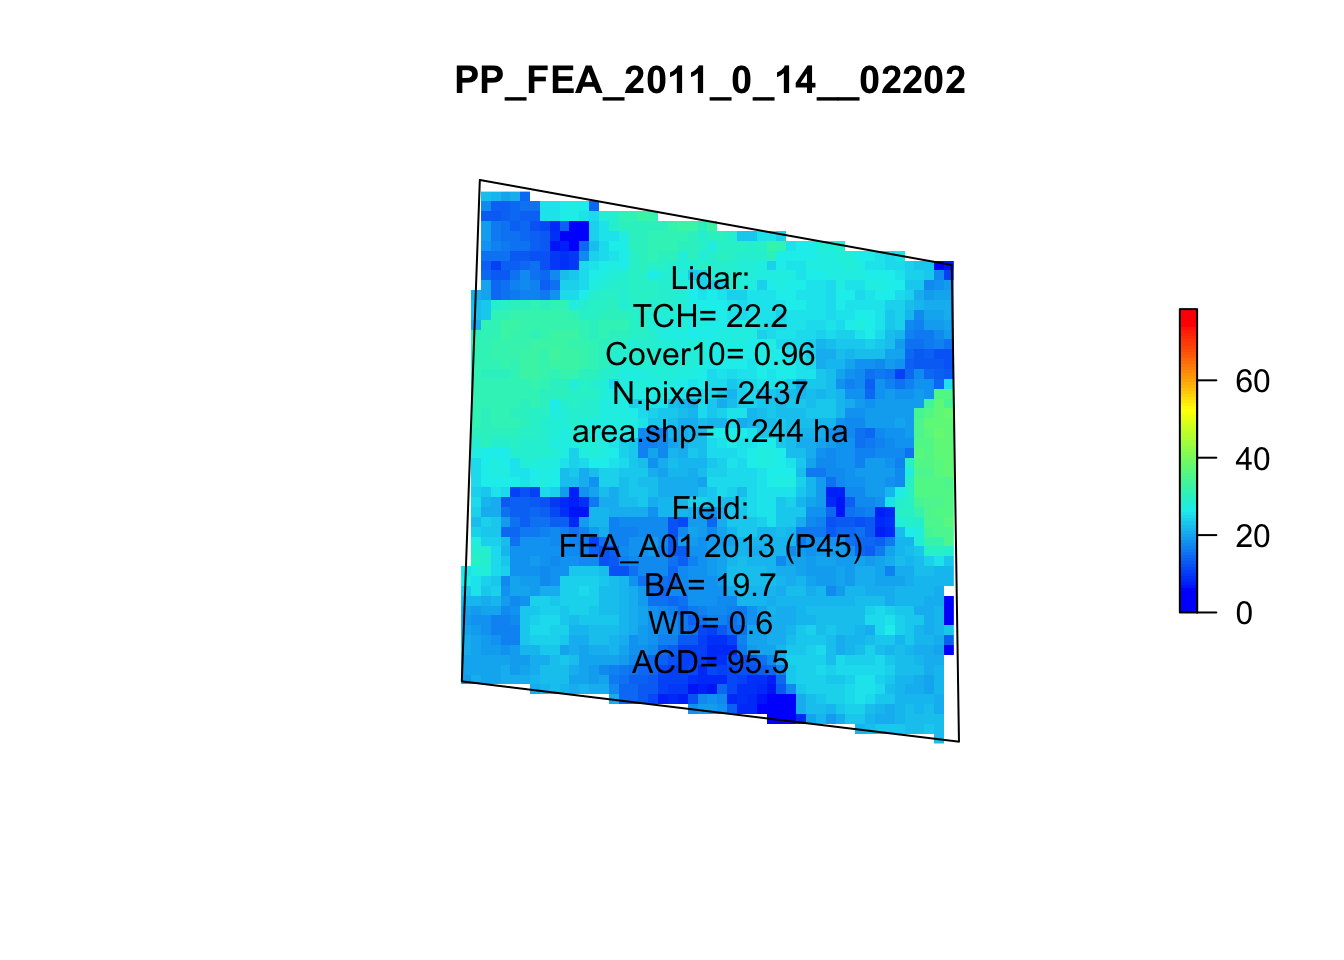 PP_FEA_2011_0_14__02202
Lidar:
TCH= 22.2
Cover10= 0.96
N.pixel= 2437
area.shp= 0.244 ha
Field:
FEA_A01 2013 (P45)
BA= 19.7
WD= 0.6
ACD= 95.5
60
40
20
0